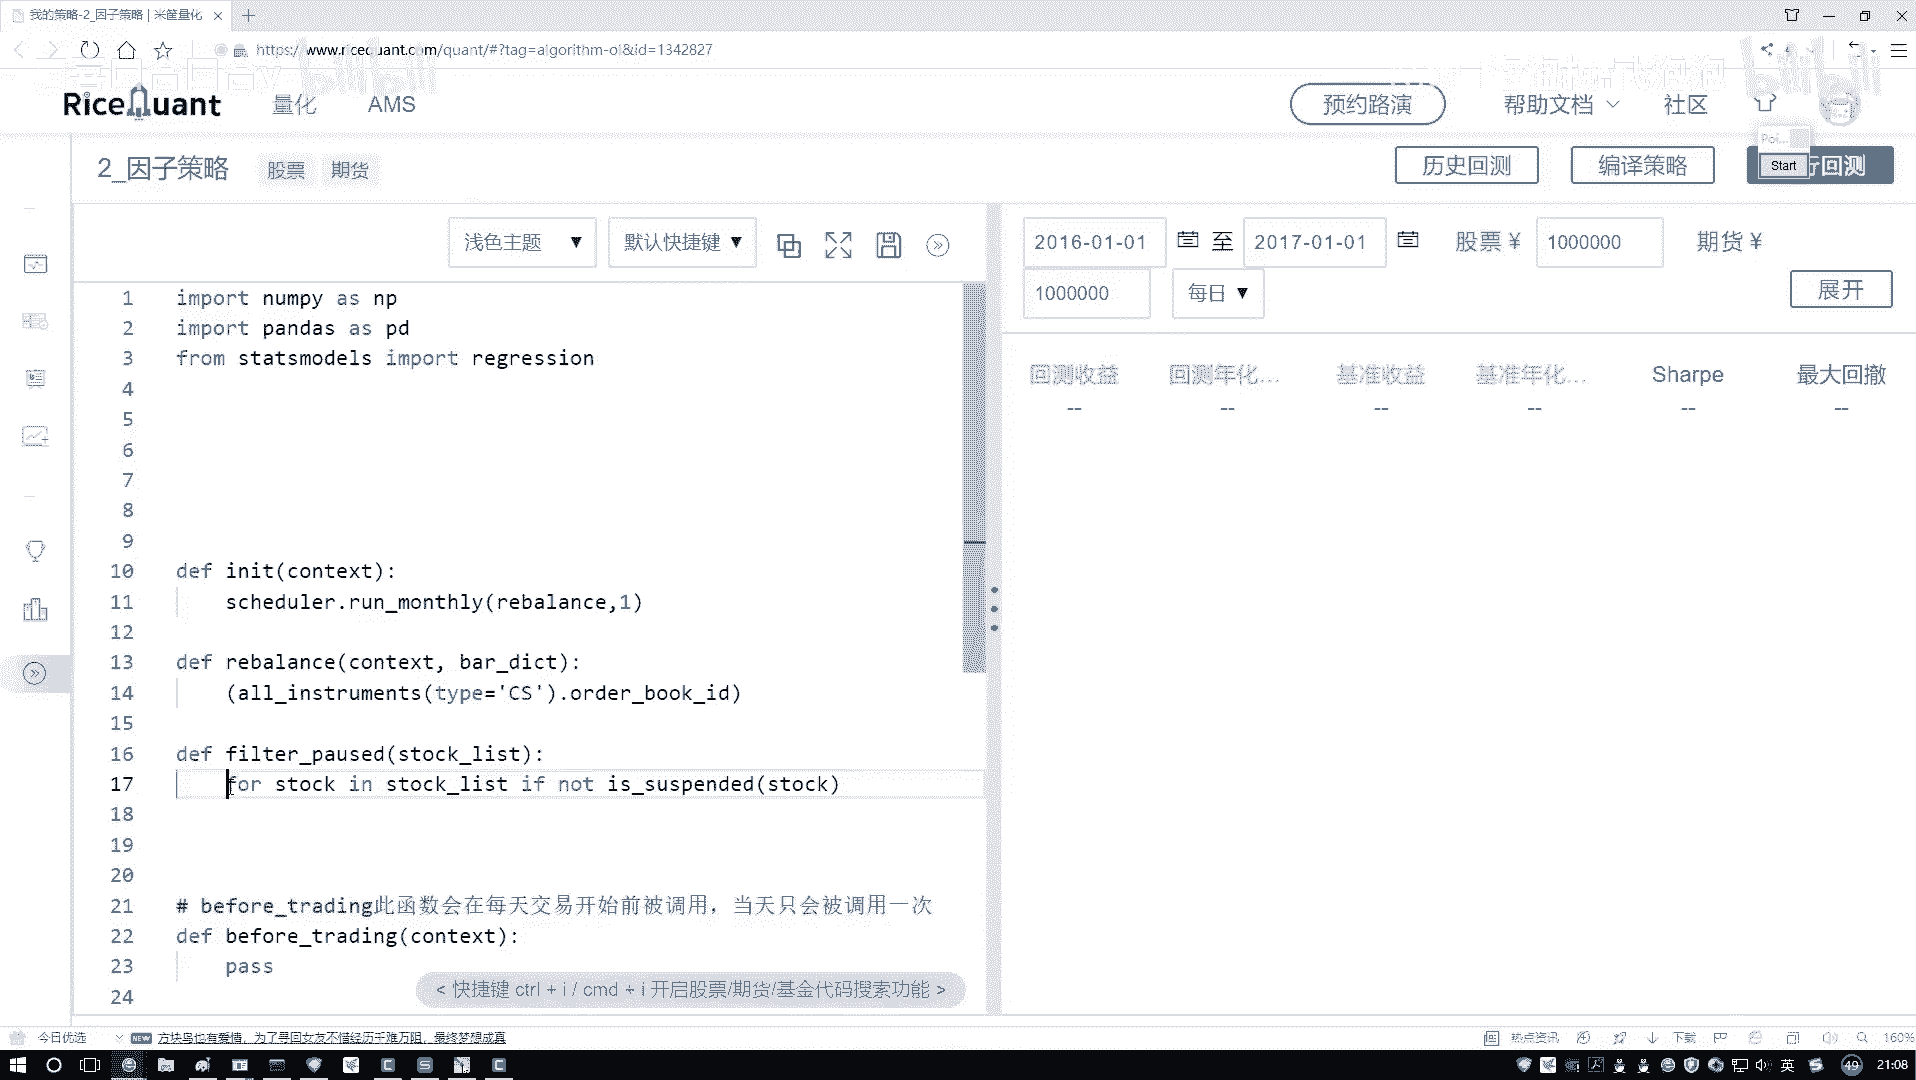 我的策略-2_因子策略 | 米筐量化
https://www.ricequant.com/quant/#?tag=algorithm-ol&id=1342827
bilibili
bilibili
RiceQuant 量化 AMS 预约路演 帮助文档 社区
2_因子策略 股票 期货 历史回测 编译策略 行回测
Poi...
Start
浅色主题 ▼ 默认快捷键 ▼
2016-01-01 至 2017-01-01 股票 ¥ 1000000 期货 ¥
1000000 每日 ▼ 展开
回测收益 回测年化... 基准收益 基准年化... Sharpe 最大回撤
-- -- -- -- -- --
1 import numpy as np
2 import pandas as pd
3 from statsmodels import regression
4
5
6
7
8
9
10 def init(context):
11 scheduler.run_monthly(rebalance,1)
12
13 def rebalance(context, bar_dict):
14 (all_instruments(type='CS').order_book_id)
15
16 def filter_paused(stock_list):
17 for stock in stock_list if not is_suspended(stock)
18
19
20
21 # before_trading此函数会在每天交易开始前被调用，当天只会被调用一次
22 def before_trading(context):
23 pass
24
< 快捷键 ctrl + i / cmd + i 开启股票/期货/基金代码搜索功能 >
今日优选 NEW 方块鸟也有爱情，为了寻回女友不惜经历千难万阻，最终梦想成真 热点资讯 下载 160%
英 49 21:08